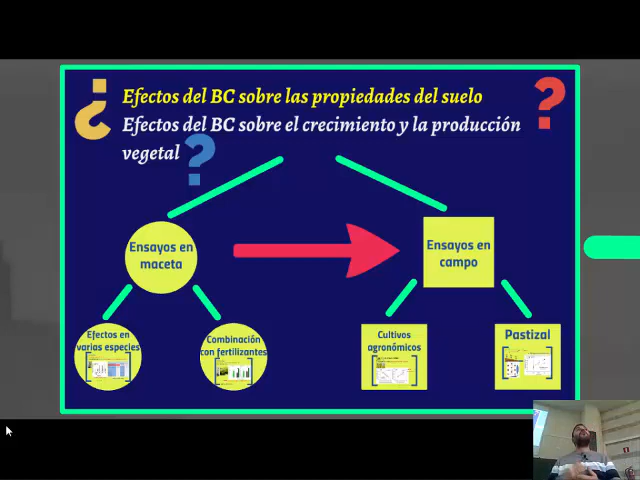 Efectos del BC sobre las propiedades del suelo
Efectos del BC sobre el crecimiento y la producción
vegetal
Ensayos en
maceta
Ensayos en
campo
Efectos en
varias especies
Combinación
con fertilizantes
Cultivos
agronómicos
Pastizal